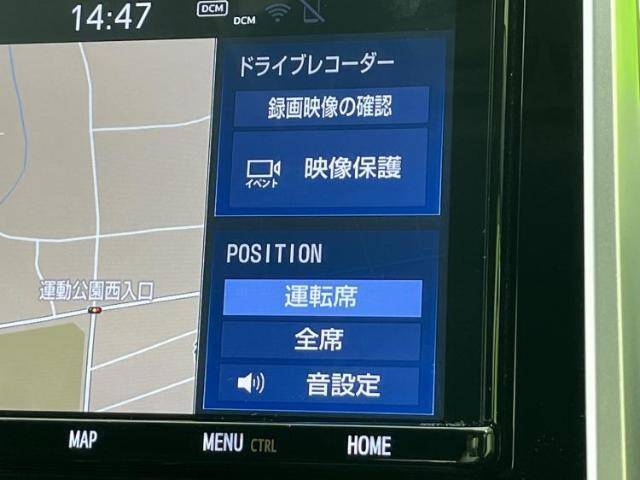 14:47
DCM
DCM
ドライブレコーダー
録画映像の確認
イベント
映像保護
POSITION
運転席
運動公園西入口
全席
音設定
MAP
MENU CTRL
HOME